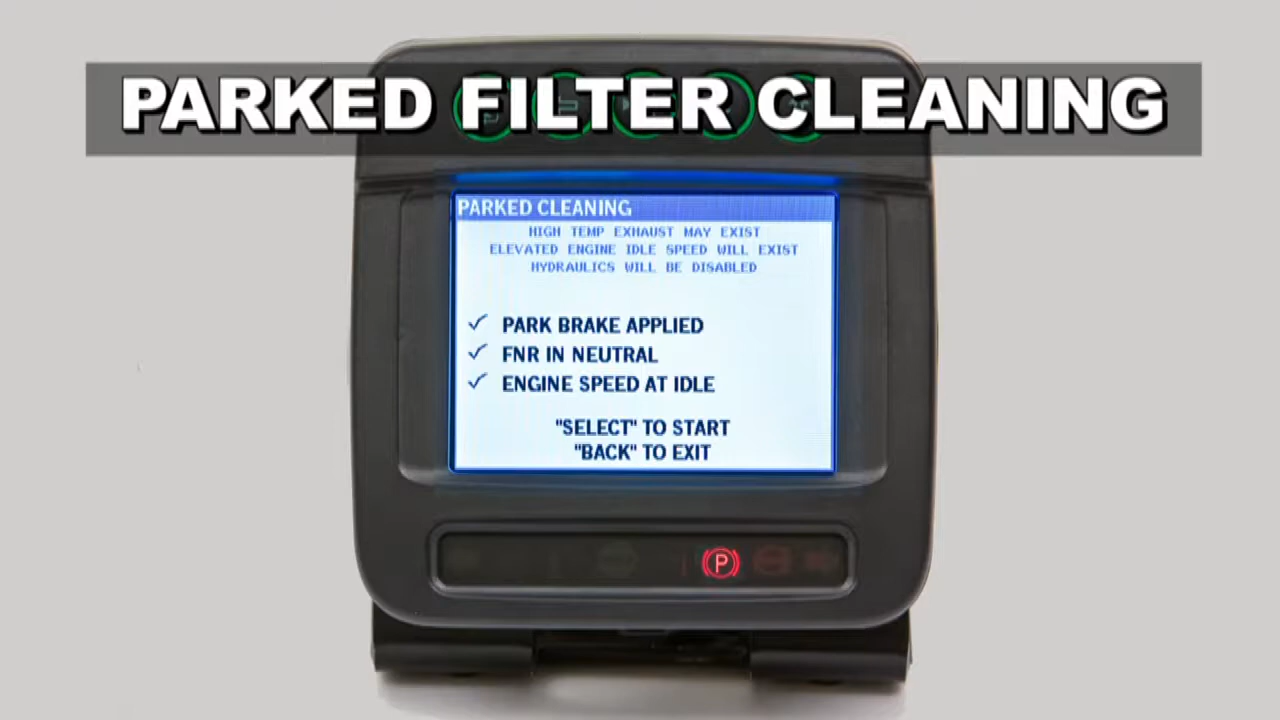 PARKED FILTER CLEANING
PARKED CLEANING
HIGH TEMP EXHAUST MAY EXIST
ELEVATED ENGINE IDLE SPEED WILL EXIST
HYDRAULICS WILL BE DISABLED
✓ PARK BRAKE APPLIED
✓ FNR IN NEUTRAL
✓ ENGINE SPEED AT IDLE
"SELECT" TO START
"BACK" TO EXIT
P